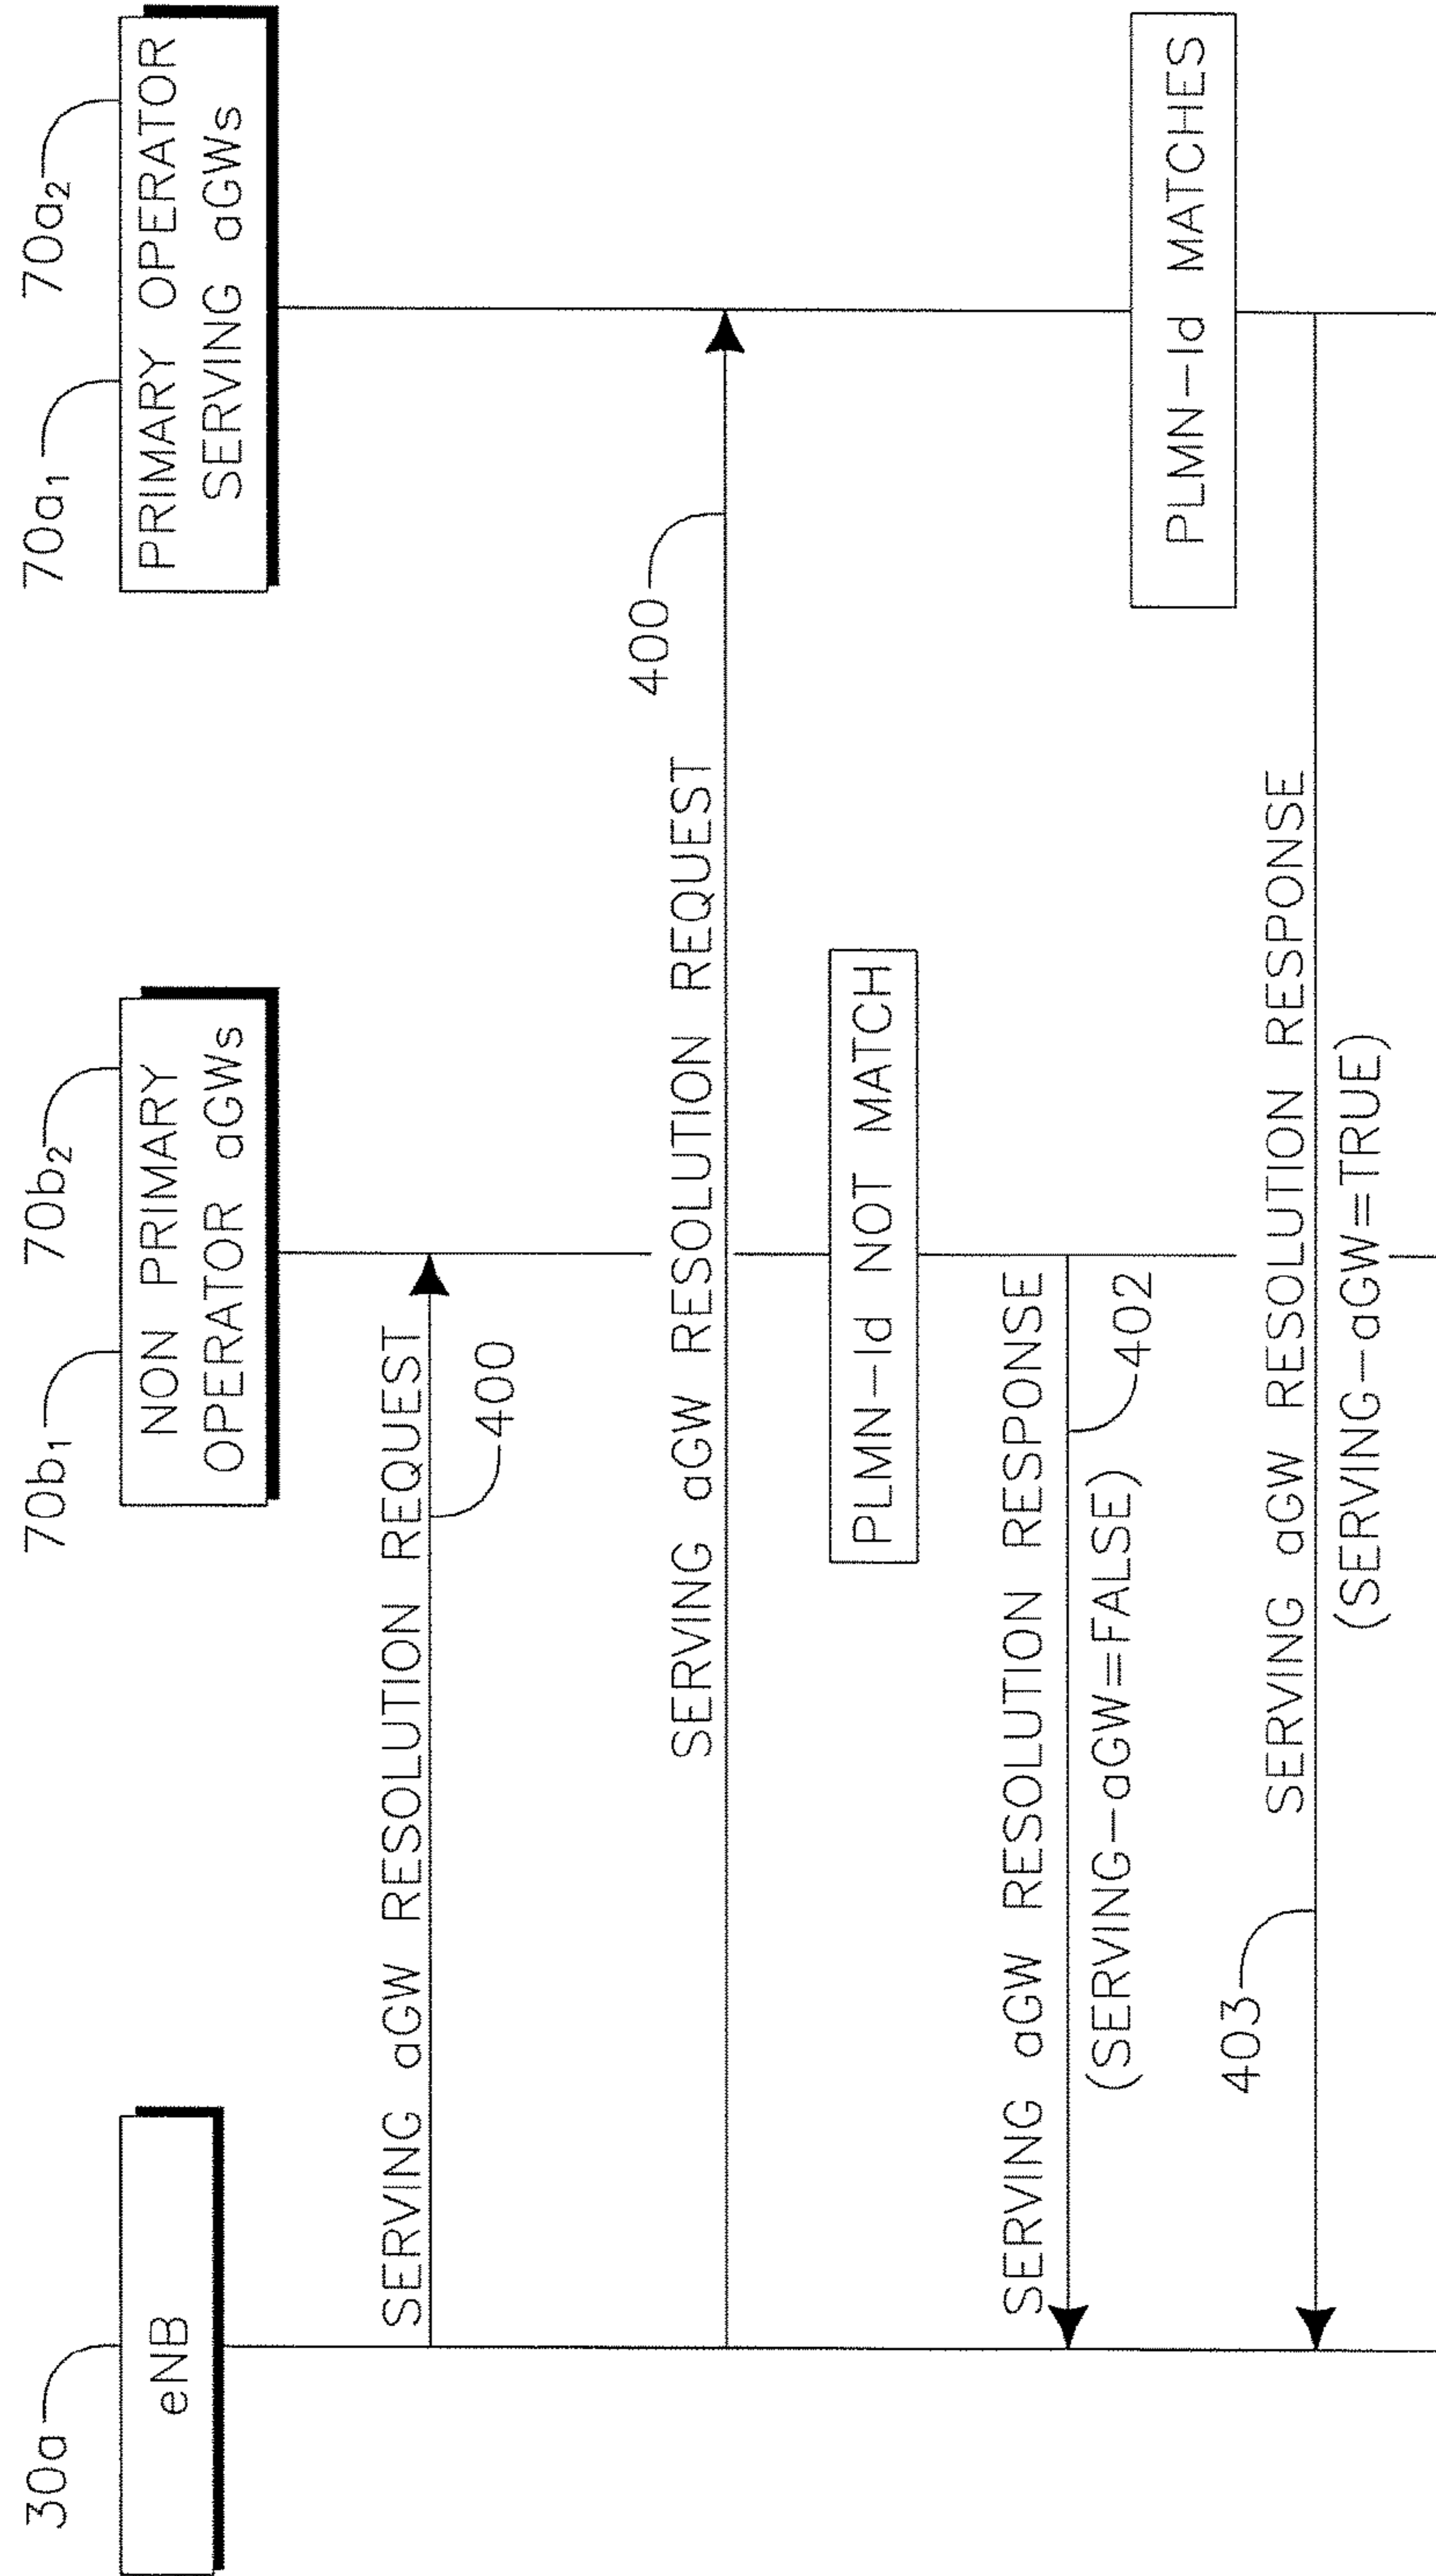 30a
eNB
70b1
70b2
NON PRIMARY
OPERATOR aGWs
70a1
70a2
PRIMARY OPERATOR
SERVING aGWs
SERVING aGW RESOLUTION REQUEST
400
SERVING aGW RESOLUTION REQUEST
400
PLMN-Id NOT MATCH
SERVING aGW RESOLUTION RESPONSE
(SERVING-aGW=FALSE)
402
PLMN-Id MATCHES
403
SERVING aGW RESOLUTION RESPONSE
(SERVING-aGW=TRUE)